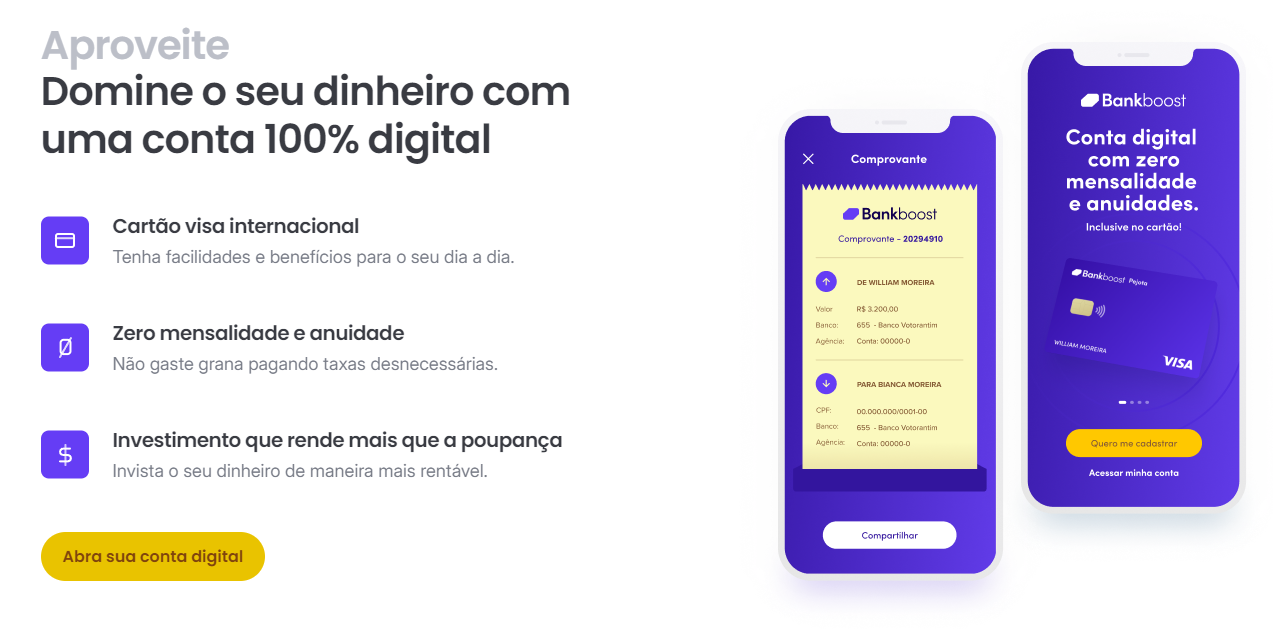 Aproveite
Domine o seu dinheiro com
uma conta 100% digital
Cartão visa internacional
Tenha facilidades e benefícios para o seu dia a dia.
Zero mensalidade e anuidade
Não gaste grana pagando taxas desnecessárias.
Investimento que rende mais que a poupança
Invista o seu dinheiro de maneira mais rentável.
Abra sua conta digital
Comprovante
Bankboost
Comprovante - 20294910
DE WILLIAM MOREIRA
Valor R$ 3.200,00
Banco: 655 - Banco Votorantim
Agência: Conta: 00000-0
PARA BIANCA MOREIRA
CPF: 00.000.000/0001-00
Banco: 655 - Banco Votorantim
Agência: Conta: 00000-0
Compartilhar
Bankboost
Conta digital
com zero
mensalidade
e anuidades.
Inclusive no cartão!
Bankboost Pejota
WILLIAM MOREIRA
VISA
Quero me cadastrar
Acessar minha conta